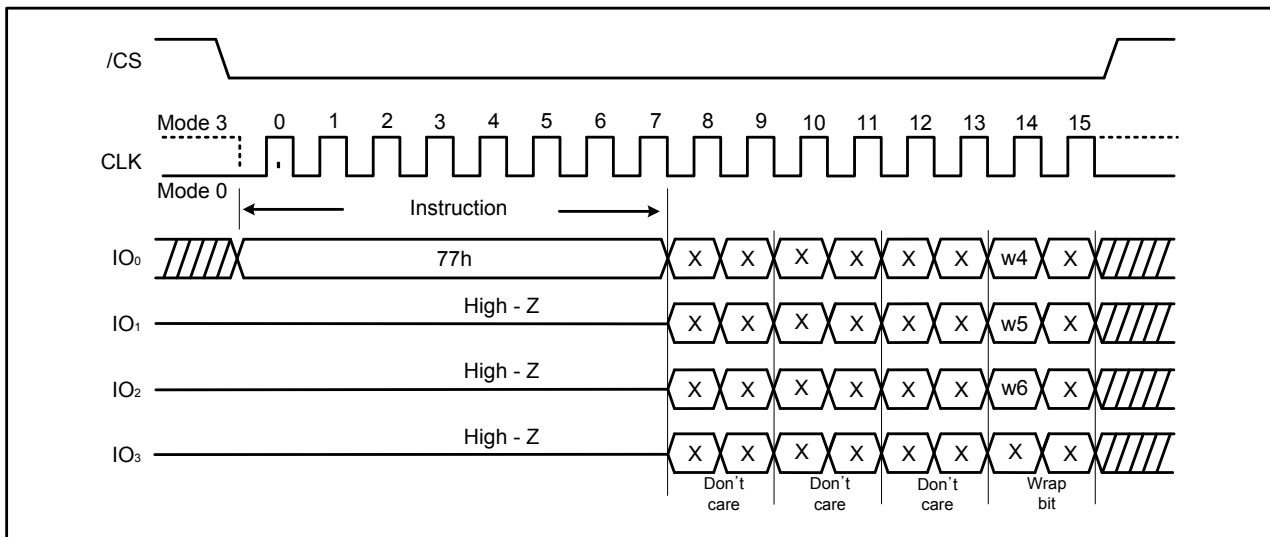 /CS
Mode 3 0 1 2 3 4 5 6 7 8 9 10 11 12 13 14 15
CLK
Mode 0
Instruction
IO₀ 77h X X X X X X w4 X
High - Z
IO₁ X X X X X X w5 X
High - Z
IO₂ X X X X X X w6 X
High - Z
IO₃ X X X X X X X X
Don't care Don't care Don't care Wrap bit